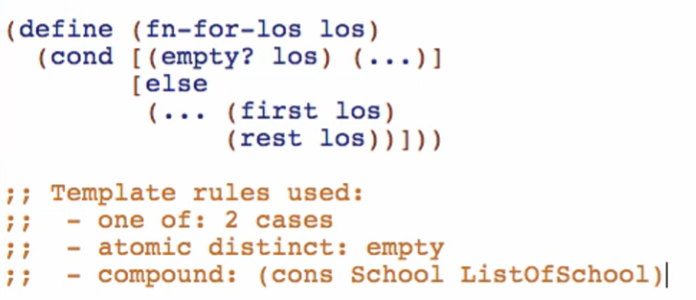 (define (fn-for-los los)
(cond [(empty? los) (...)]
[else
(... (first los)
(rest los))]))
;; Template rules used:
;; - one of: 2 cases
;; - atomic distinct: empty
;; - compound: (cons School ListOfSchool)